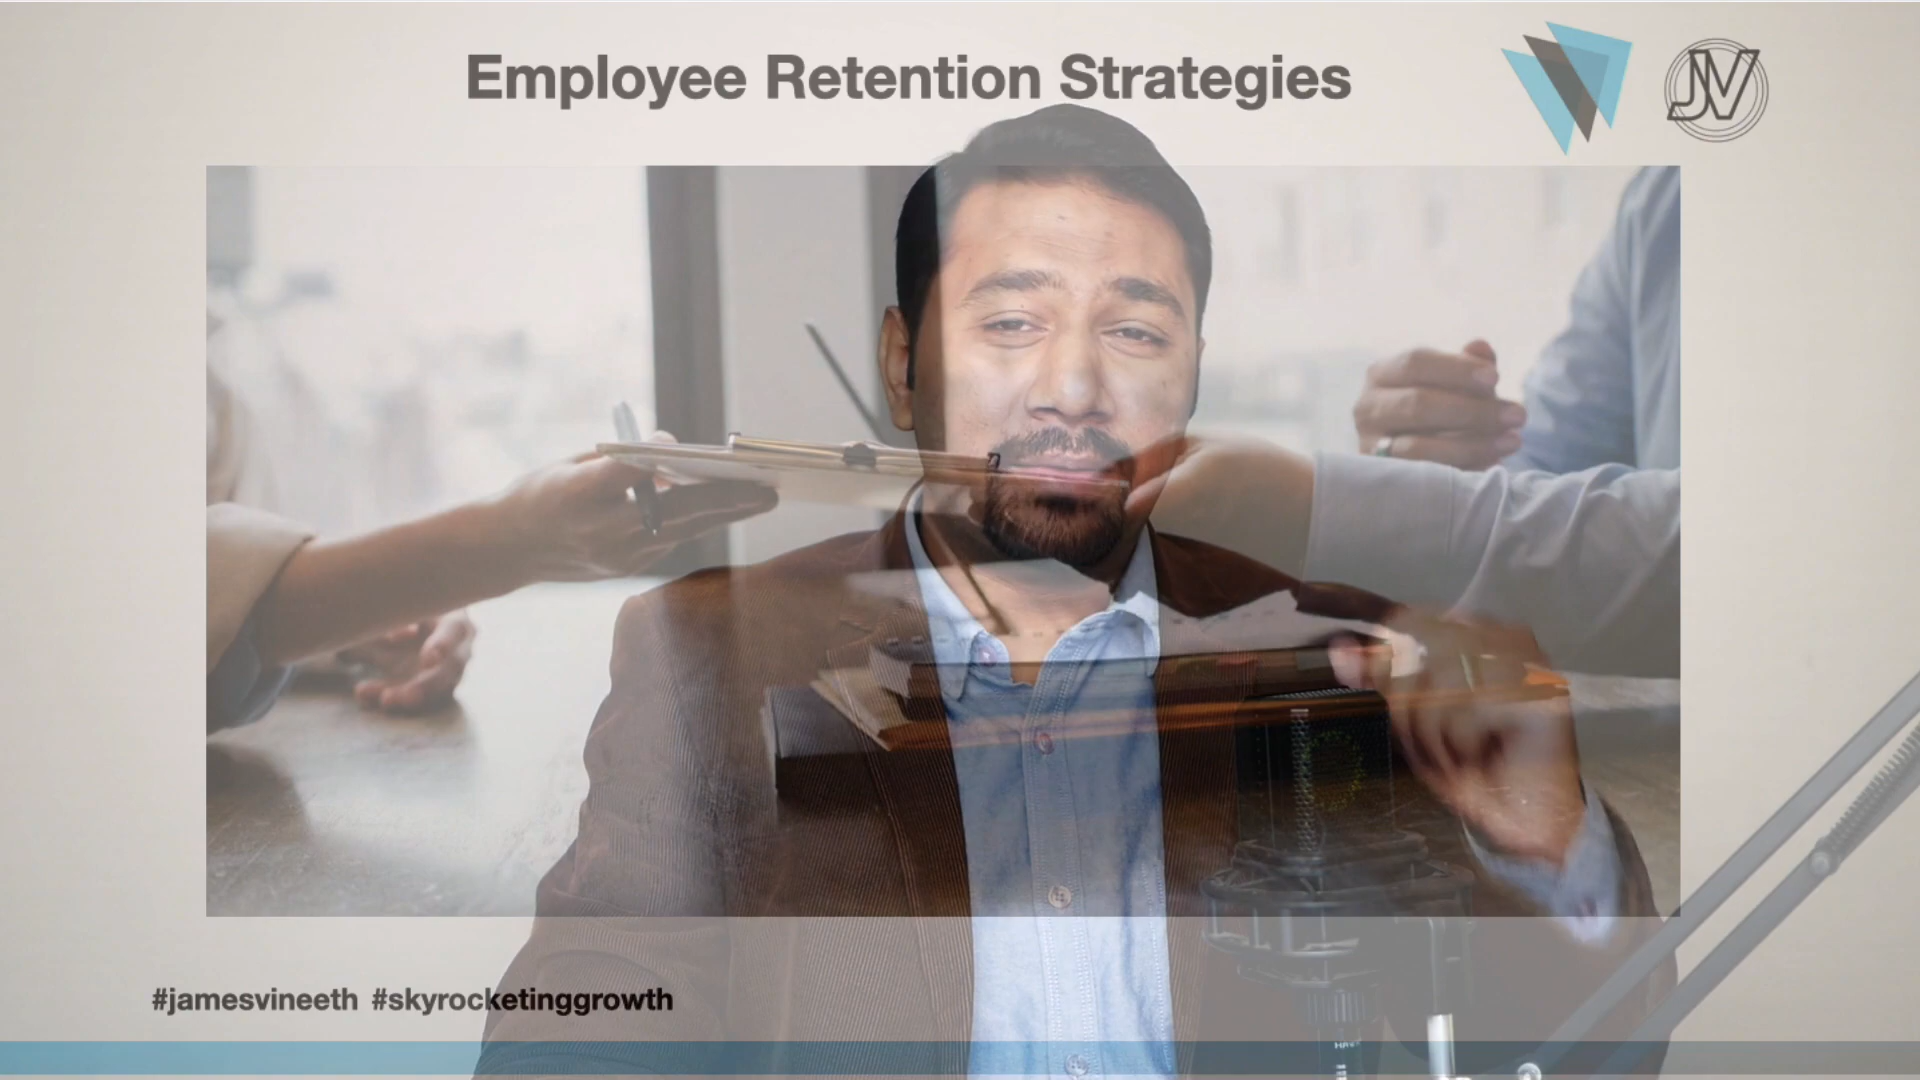 Employee Retention Strategies
JV
#jamesvineeth #skyrocketinggrowth